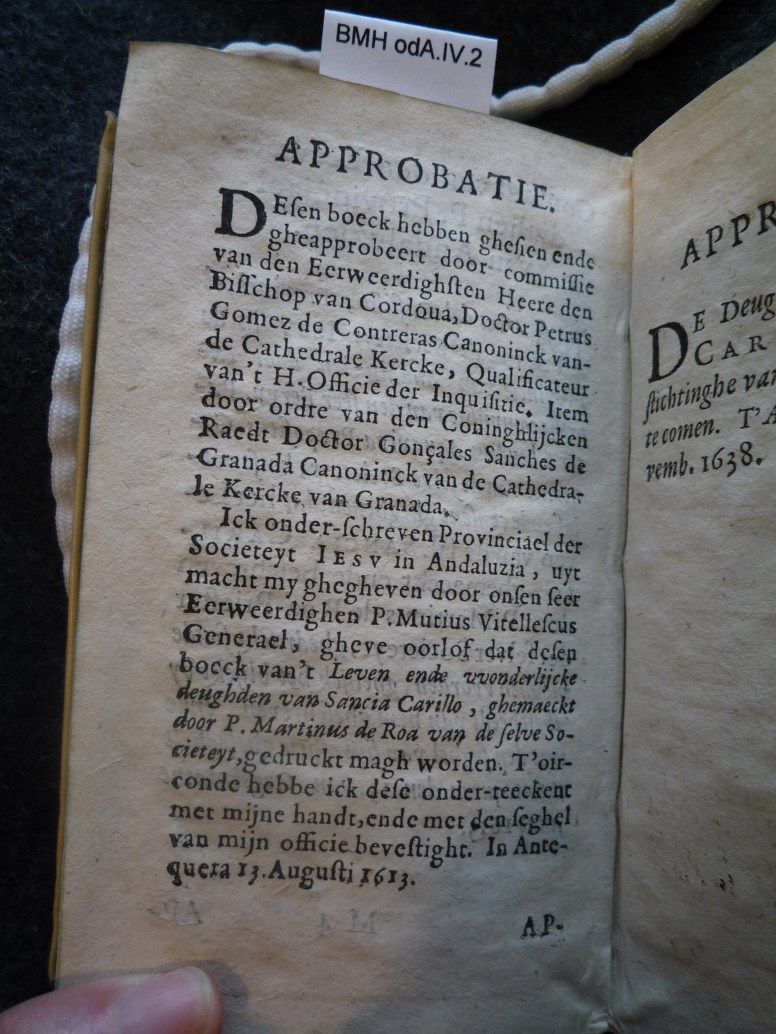 BMH odA.IV.2
APPROBATIE.
DEſen boeck hebben gheſien ende
gheapprobeert door commiſſie
van den Eerweerdighſten Heere den
Biſſchop van Cordoua, Doctor Petrus
Gomez de Contreras Canoninck van-
de Cathedrale Kercke, Qualificateur
van't H. Officie der Inquiſitie. Item
door ordre van den Coninghlijcken
Raedt Doctor Gonçales Sanches de
Granada Canoninck van de Cathedra-
le Kercke van Granada.
Ick onder-ſchreven Provinciael der
Societeyt IESV in Andaluzia, uyt
macht my ghegheven door onſen ſeer
Eerweerdighen P. Mutius Vitelleſcus
Generael, gheve oorlof dat deſen
boeck van't Leven ende vvonderlijcke
deughden van Sancia Carillo, ghemaeckt
door P. Martinus de Roa van de ſelve So-
cieteyt, gedruckt magh worden. T'oir-
conde hebbe ick deſe onder-teeckent
met mijne handt, ende met den ſeghel
van mijn officie beveſtight. In Ante-
quera 13. Auguſti 1613.
AP-
APPR
DE Deug
CAR
ſtichtinghe van
te comen. T'A
vemb. 1638.